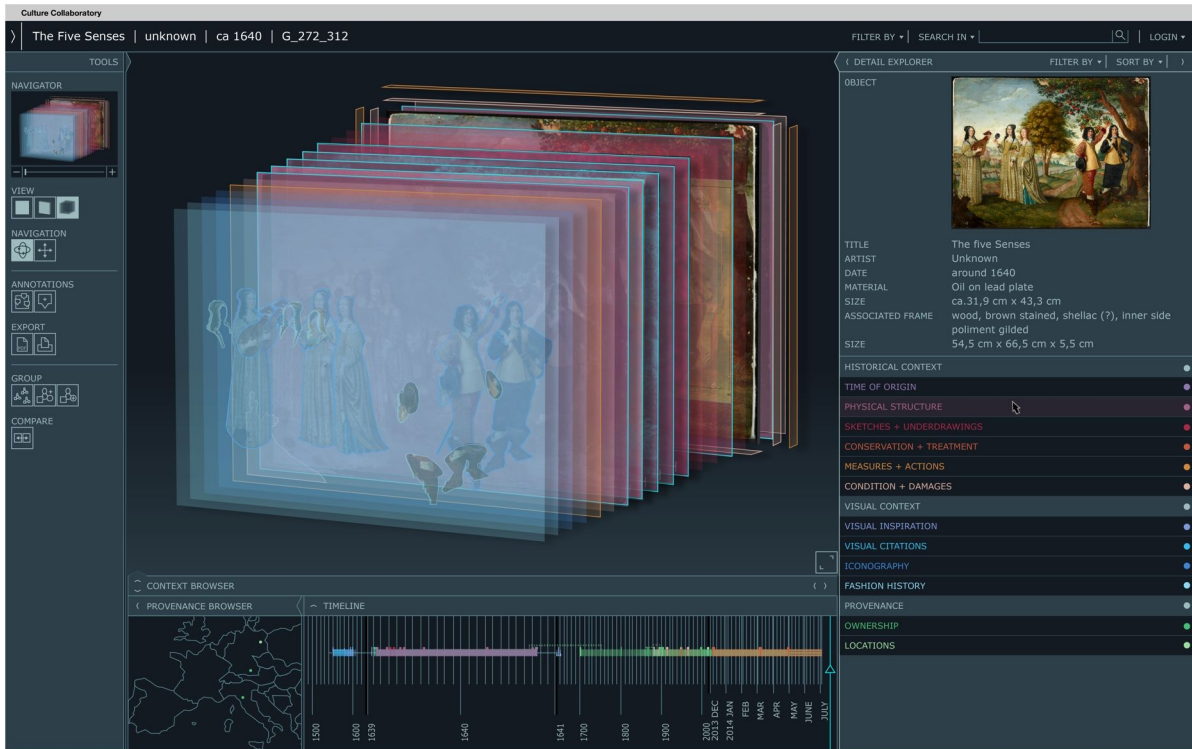 Culture Collaboratory
The Five Senses | unknown | ca 1640 | G_272_312
FILTER BY SEARCH IN LOGIN
TOOLS
NAVIGATOR
VIEW
NAVIGATION
ANNOTATIONS
EXPORT
GROUP
COMPARE
DETAIL EXPLORER FILTER BY SORT BY
OBJECT
TITLE The five Senses
ARTIST Unknown
DATE around 1640
MATERIAL Oil on lead plate
SIZE ca.31,9 cm x 43,3 cm
ASSOCIATED FRAME wood, brown stained, shellac (?), inner side
poliment gilded
SIZE 54,5 cm x 66,5 cm x 5,5 cm
HISTORICAL CONTEXT
TIME OF ORIGIN
PHYSICAL STRUCTURE
SKETCHES + UNDERDRAWINGS
CONSERVATION + TREATMENT
MEASURES + ACTIONS
CONDITION + DAMAGES
VISUAL CONTEXT
VISUAL INSPIRATION
VISUAL CITATIONS
ICONOGRAPHY
FASHION HISTORY
PROVENANCE
OWNERSHIP
LOCATIONS
CONTEXT BROWSER
PROVENANCE BROWSER
TIMELINE
1500
1600
1639
1640
1641
1700
1800
1900
2000
2013 DEC
2014 JAN
FEB
MAR
APR
MAY
JUNE
JULY